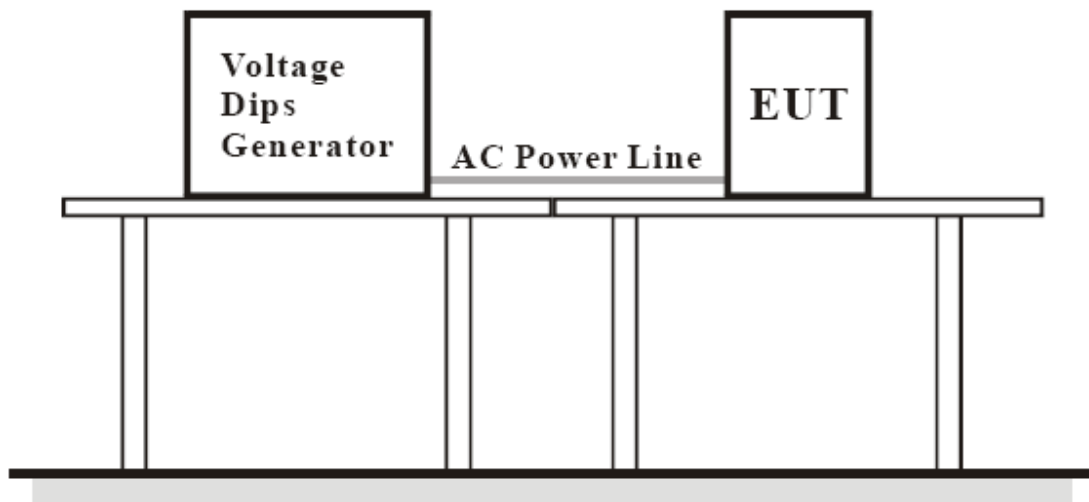 Voltage
Dips
Generator
AC Power Line
EUT